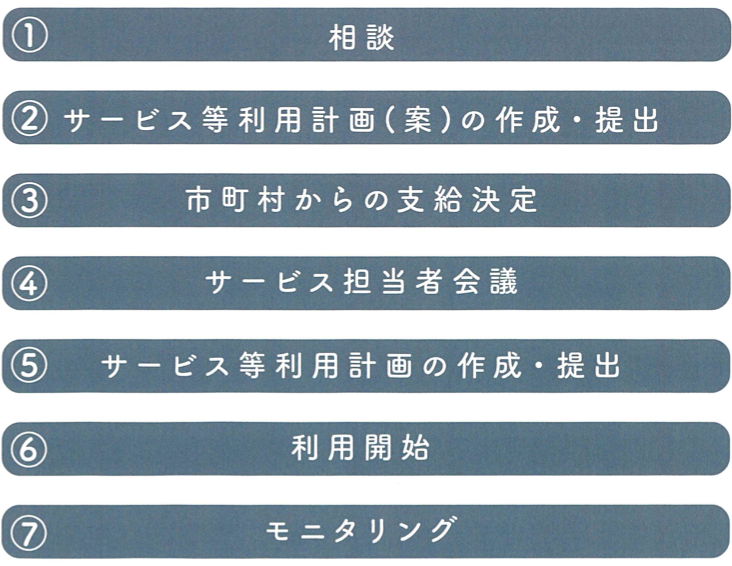 ① 相談
② サービス等利用計画(案)の作成・提出
③ 市町村からの支給決定
④ サービス担当者会議
⑤ サービス等利用計画の作成・提出
⑥ 利用開始
⑦ モニタリング